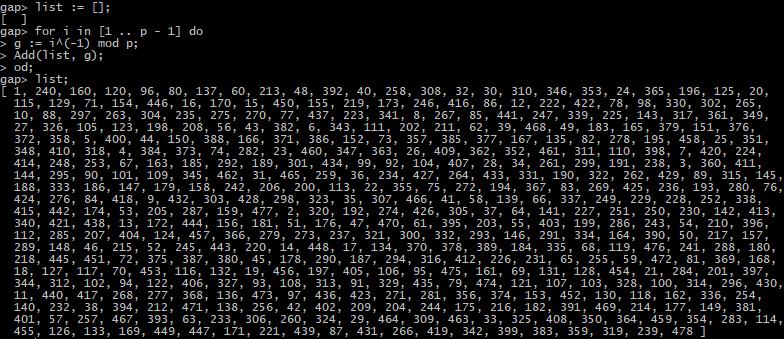 gap> list := [];
[  ]
gap> for i in [1 .. p - 1] do
> g := i^(-1) mod p;
> Add(list, g);
> od;
gap> list;
[ 1, 240, 160, 120, 96, 80, 137, 60, 213, 48, 392, 40, 258, 308, 32, 30, 310, 346, 353, 24, 365, 196, 125, 20,
  115, 129, 71, 154, 446, 16, 170, 15, 450, 155, 219, 173, 246, 416, 86, 12, 222, 422, 78, 98, 330, 302, 265,
  10, 88, 297, 263, 304, 235, 275, 270, 77, 437, 223, 341, 8, 267, 85, 441, 247, 339, 225, 143, 317, 361, 349,
  27, 326, 105, 123, 198, 208, 56, 43, 382, 6, 343, 111, 202, 211, 62, 39, 468, 49, 183, 165, 379, 151, 376,
  372, 358, 5, 400, 44, 150, 388, 166, 371, 386, 152, 73, 357, 385, 377, 167, 135, 82, 278, 195, 458, 25, 351,
  348, 410, 318, 4, 384, 373, 74, 282, 23, 460, 347, 363, 26, 409, 362, 352, 461, 311, 110, 398, 7, 420, 224,
  414, 248, 253, 67, 163, 185, 292, 189, 301, 434, 99, 92, 104, 407, 28, 34, 261, 299, 191, 238, 3, 360, 411,
  144, 295, 90, 101, 109, 345, 462, 31, 465, 259, 36, 234, 427, 264, 433, 331, 190, 322, 262, 429, 89, 315, 145,
  188, 333, 186, 147, 179, 158, 242, 206, 200, 113, 22, 355, 75, 272, 194, 367, 83, 269, 425, 236, 193, 280, 76,
  424, 276, 84, 418, 9, 432, 303, 428, 298, 323, 35, 307, 466, 41, 58, 139, 66, 337, 249, 229, 228, 252, 338,
  415, 442, 174, 53, 205, 287, 159, 477, 2, 320, 192, 274, 426, 305, 37, 64, 141, 227, 251, 250, 230, 142, 413,
  340, 421, 438, 13, 172, 444, 156, 181, 51, 176, 47, 470, 61, 395, 203, 55, 403, 199, 286, 243, 54, 210, 396,
  112, 285, 207, 404, 124, 457, 366, 279, 273, 237, 321, 300, 332, 293, 146, 291, 334, 164, 390, 50, 217, 157,
  289, 148, 46, 215, 52, 245, 443, 220, 14, 448, 17, 134, 370, 378, 389, 184, 335, 68, 119, 476, 241, 288, 180,
  218, 445, 451, 72, 375, 387, 380, 45, 178, 290, 187, 294, 316, 412, 226, 231, 65, 255, 59, 472, 81, 369, 168,
  18, 127, 117, 70, 453, 116, 132, 19, 456, 197, 405, 106, 95, 475, 161, 69, 131, 128, 454, 21, 284, 201, 397,
  344, 312, 102, 94, 122, 406, 327, 93, 108, 313, 91, 329, 435, 79, 474, 121, 107, 103, 328, 100, 314, 296, 430,
  11, 440, 417, 268, 277, 368, 136, 473, 97, 436, 423, 271, 281, 356, 374, 153, 452, 130, 118, 162, 336, 254,
  140, 232, 38, 394, 212, 471, 138, 256, 42, 402, 209, 204, 244, 175, 216, 182, 391, 469, 214, 177, 149, 381,
  401, 57, 257, 467, 393, 63, 233, 306, 260, 324, 29, 464, 309, 463, 33, 325, 408, 350, 364, 459, 354, 283, 114,
  455, 126, 133, 169, 449, 447, 171, 221, 439, 87, 431, 266, 419, 342, 399, 383, 359, 319, 239, 478 ]